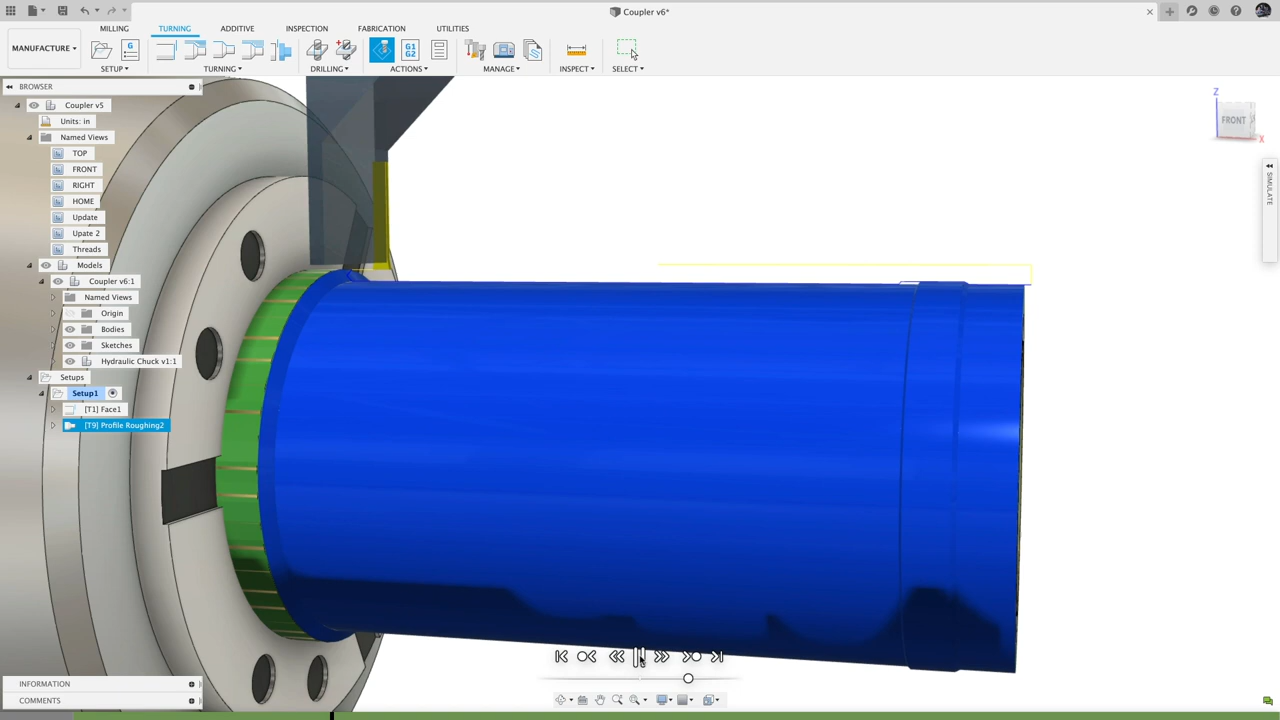 Coupler v6*
MILLING
TURNING
ADDITIVE
INSPECTION
FABRICATION
UTILITIES
MANUFACTURE
G
G1
G2
SETUP
TURNING
DRILLING
ACTIONS
MANAGE
INSPECT
SELECT
BROWSER
Coupler v5
Units: in
Named Views
TOP
FRONT
RIGHT
HOME
Update
Upate 2
Threads
Models
Coupler v6:1
Named Views
Origin
Bodies
Sketches
Hydraulic Chuck v1:1
Setups
Setup1
[T1] Face1
[T9] Profile Roughing2
Z
FRONT
X
SIMULATE
INFORMATION
COMMENTS